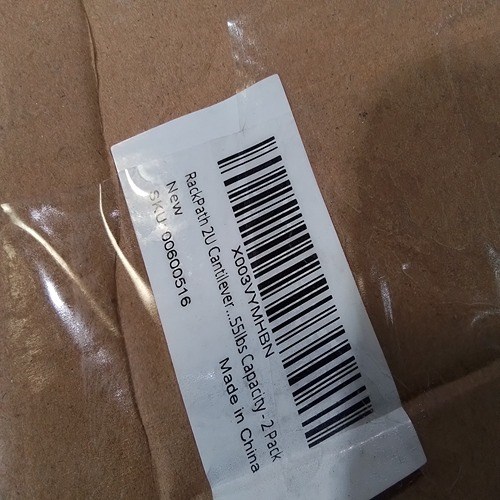 X003VYMHBN
RackPath 2U Cantilever...55lbs Capacity - 2 Pack
New
Made in China
SKU: 00600516